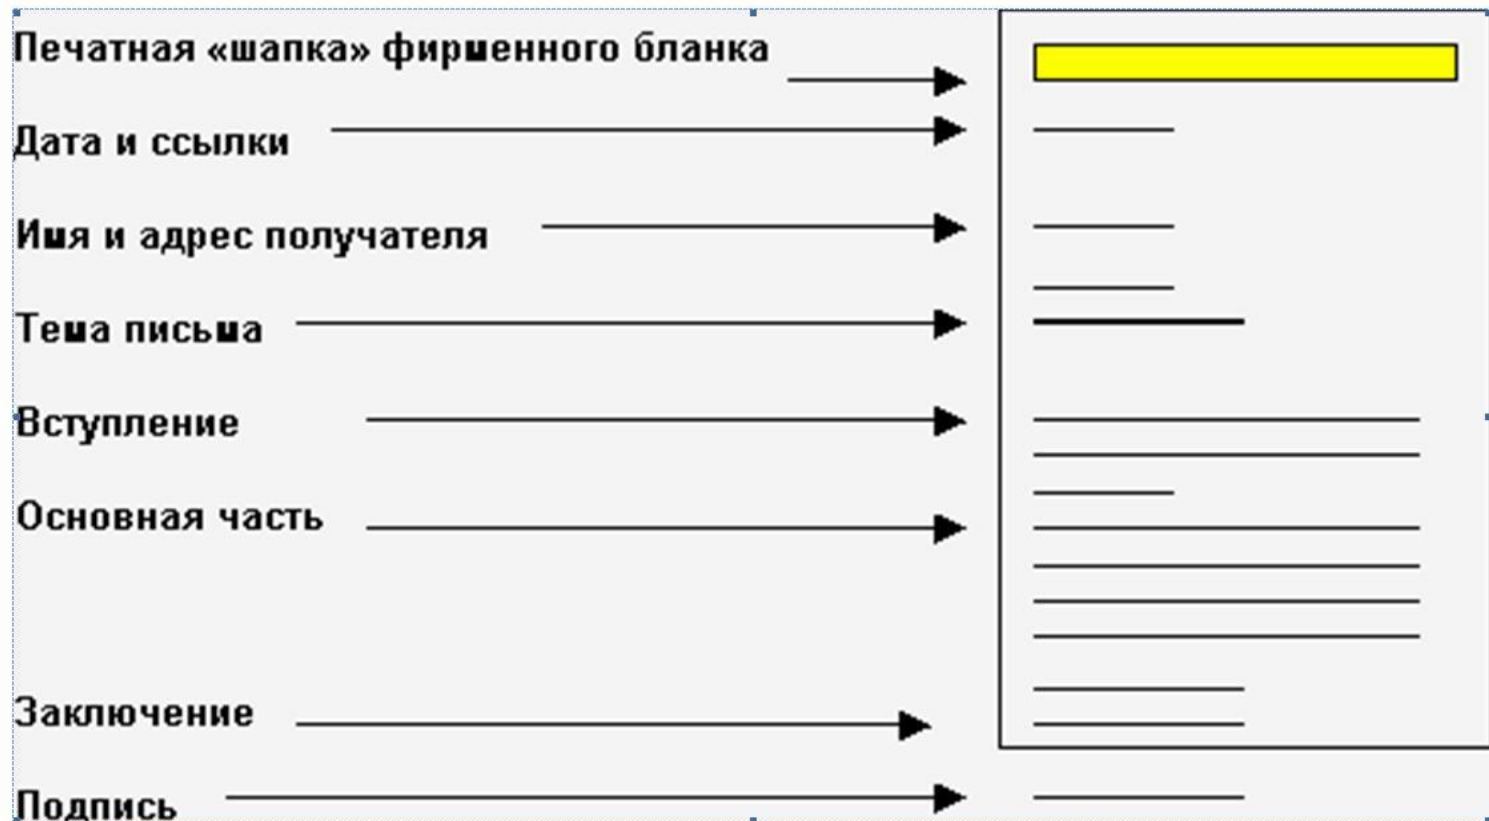 Печатная «шапка» фирменного бланка
Дата и ссылки
Имя и адрес получателя
Тема письма
Вступление
Основная часть
Заключение
Подпись